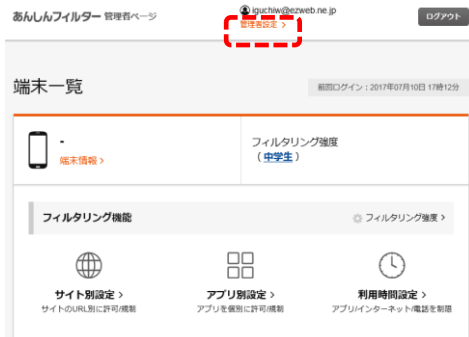 あんしんフィルター 管理者ページ
iguchiw@ezweb.ne.jp
管理者設定 >
ログアウト
端末一覧
前回ログイン：2017年07月10日 17時12分
-
端末情報 >
フィルタリング強度
（中学生）
フィルタリング機能
フィルタリング強度 >
サイト別設定 >
サイトのURL別に許可/規制
アプリ別設定 >
アプリを個別に許可/規制
利用時間設定 >
アプリ/インターネット/電話を制限